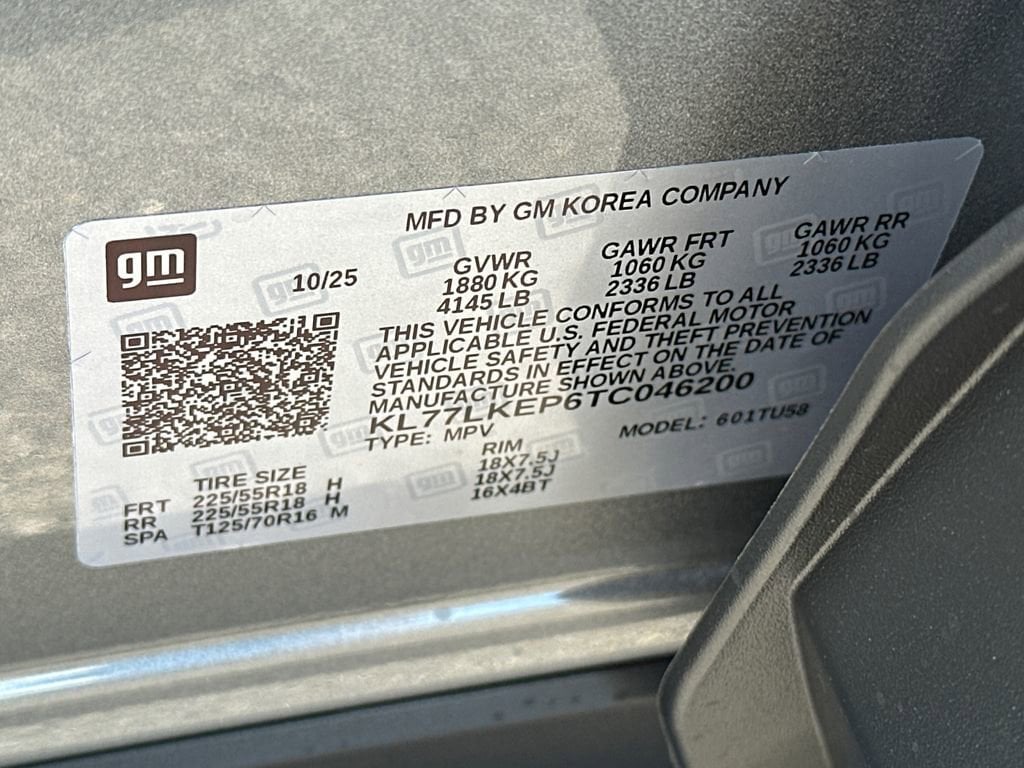 MFD BY GM KOREA COMPANY
gm
10/25
GVWR
1880 KG
4145 LB
GAWR FRT
1060 KG
2336 LB
GAWR RR
1060 KG
2336 LB
THIS VEHICLE CONFORMS TO ALL
APPLICABLE U.S. FEDERAL MOTOR
VEHICLE SAFETY AND THEFT PREVENTION
STANDARDS IN EFFECT ON THE DATE OF
MANUFACTURE SHOWN ABOVE.
KL77LKEP6TC046200
TYPE: MPV
MODEL: 601TU58
TIRE SIZE
RIM
FRT 225/55R18 H 18X7.5J
RR 225/55R18 H 18X7.5J
SPA T125/70R16 M 16X4BT